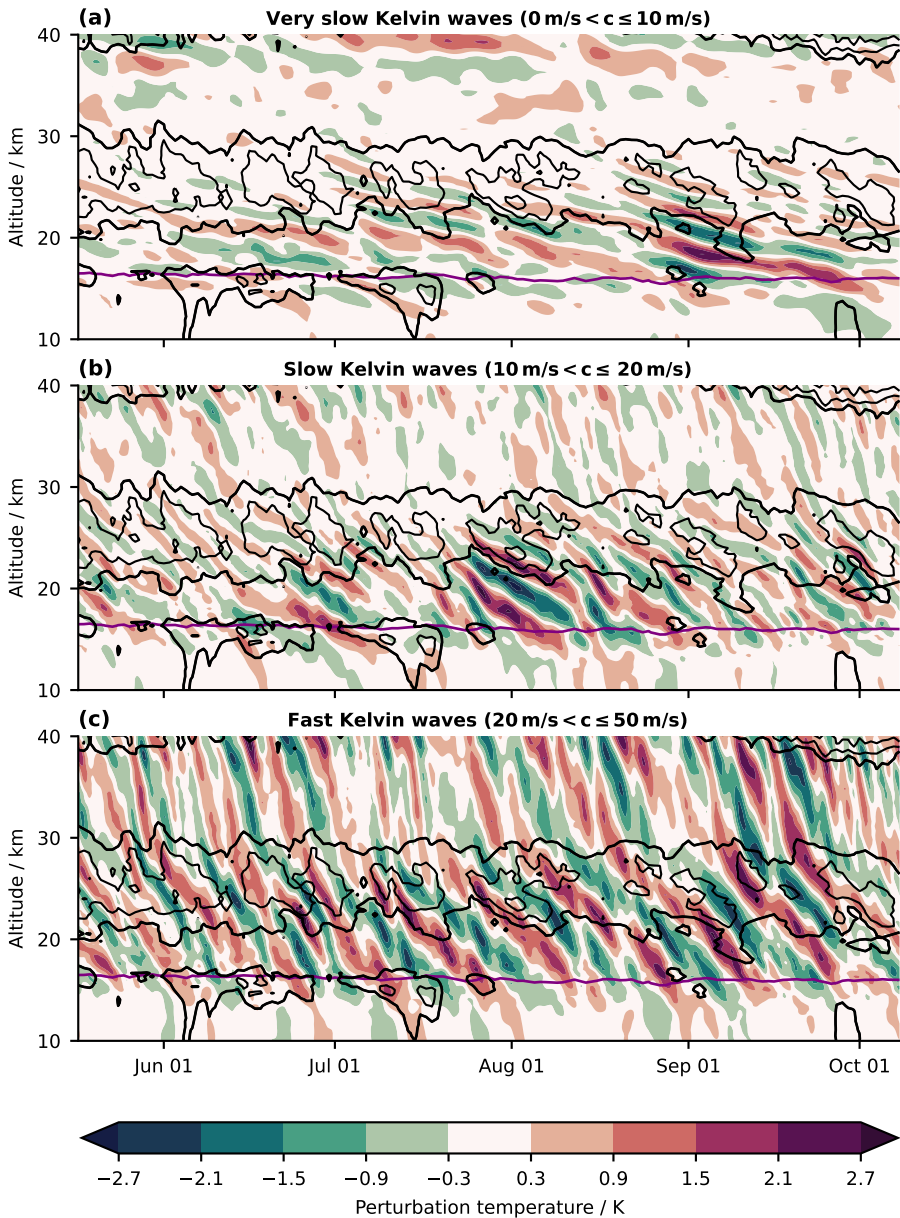 (a) Very slow Kelvin waves (0 m/s < c ≤ 10 m/s)
40
30
20
10
Altitude / km
(b) Slow Kelvin waves (10 m/s < c ≤ 20 m/s)
40
30
20
10
Altitude / km
(c) Fast Kelvin waves (20 m/s < c ≤ 50 m/s)
40
30
20
10
Altitude / km
Jun 01 Jul 01 Aug 01 Sep 01 Oct 01
−2.7 −2.1 −1.5 −0.9 −0.3 0.3 0.9 1.5 2.1 2.7
Perturbation temperature / K